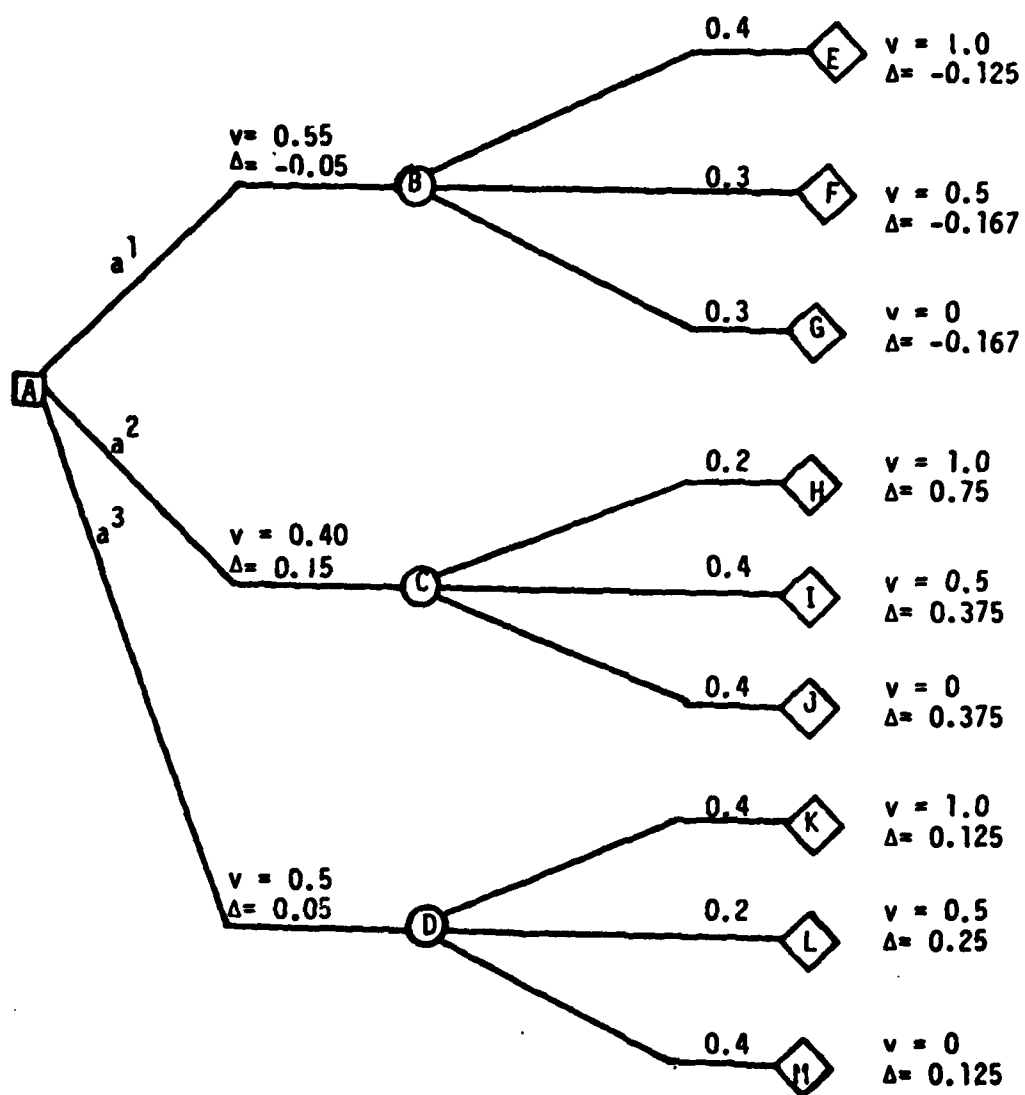 0.4
E
v = 1.0
Δ= -0.125
v= 0.55
Δ= -0.05
B
0.3
F
v = 0.5
Δ= -0.167
a1
0.3
G
v = 0
Δ= -0.167
A
a2
0.2
H
v = 1.0
Δ= 0.75
a3
v = 0.40
Δ= 0.15
C
0.4
I
v = 0.5
Δ= 0.375
0.4
J
v = 0
Δ= 0.375
0.4
K
v = 1.0
Δ= 0.125
v = 0.5
Δ= 0.05
D
0.2
L
v = 0.5
Δ= 0.25
0.4
M
v = 0
Δ= 0.125